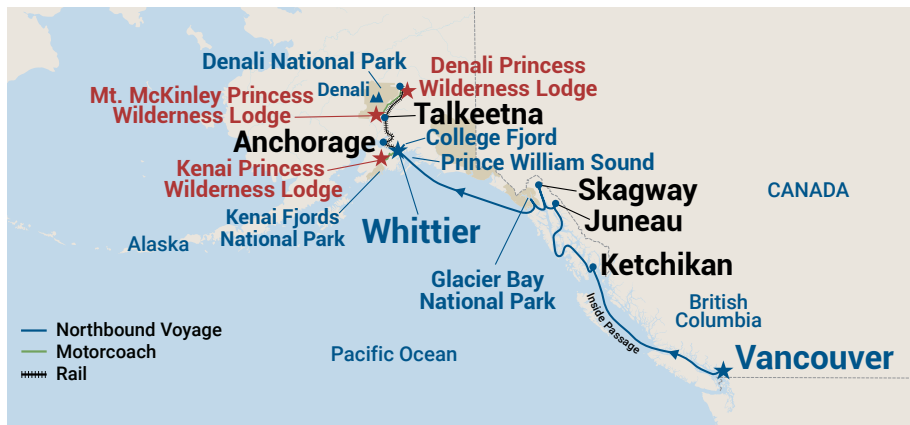 Denali National Park
Denali
Denali Princess
Wilderness Lodge
Mt. McKinley Princess
Wilderness Lodge
Talkeetna
Anchorage
College Fjord
Prince William Sound
Kenai Princess
Wilderness Lodge
Kenai Fjords
National Park
Whittier
Alaska
Skagway
Juneau
CANADA
Glacier Bay
National Park
Ketchikan
Inside Passage
British
Columbia
Vancouver
Pacific Ocean
Northbound Voyage
Motorcoach
Rail